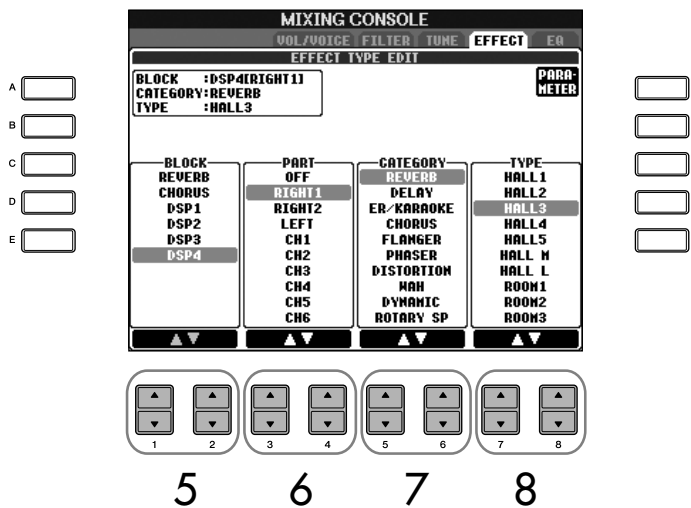 MIXING CONSOLE
VOL/VOICE FILTER TUNE EFFECT EQ
EFFECT TYPE EDIT
BLOCK :DSP4[RIGHT1]
CATEGORY:REVERB
TYPE :HALL3
PARA-
METER
A
B
C
D
E
BLOCK
REVERB
CHORUS
DSP1
DSP2
DSP3
DSP4
PART
OFF
RIGHT1
RIGHT2
LEFT
CH1
CH2
CH3
CH4
CH5
CH6
CATEGORY
REVERB
DELAY
ER/KARAOKE
CHORUS
FLANGER
PHASER
DISTORTION
WAH
DYNAMIC
ROTARY SP
TYPE
HALL1
HALL2
HALL3
HALL4
HALL5
HALL M
HALL L
ROOM1
ROOM2
ROOM3
1 2 3 4 5 6 7 8
5 6 7 8